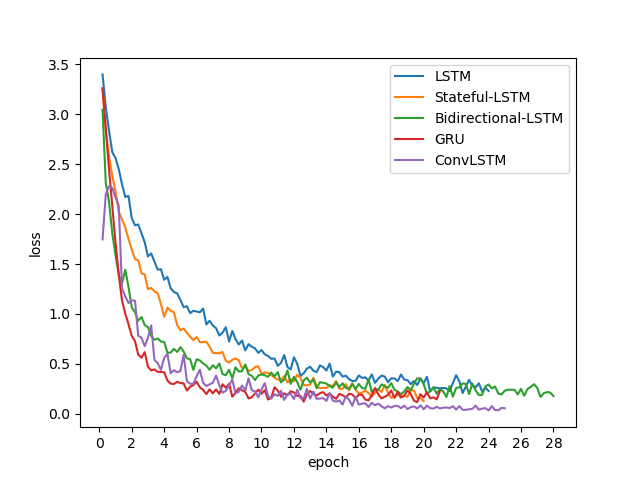 3.5
3.0
2.5
2.0
1.5
1.0
0.5
0.0
loss
LSTM
Stateful-LSTM
Bidirectional-LSTM
GRU
ConvLSTM
0 2 4 6 8 10 12 14 16 18 20 22 24 26 28
epoch